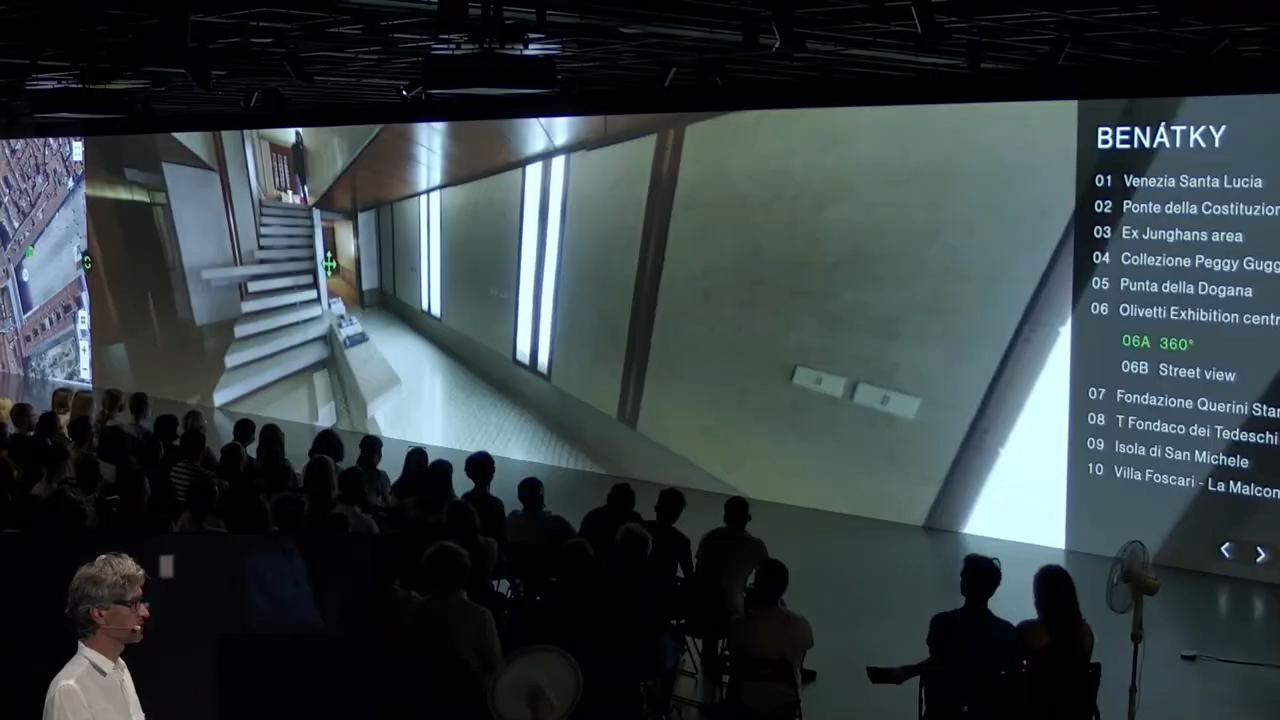 BENÁTKY
01 Venezia Santa Lucia
02 Ponte della Costituzion
03 Ex Junghans area
04 Collezione Peggy Gugg
05 Punta della Dogana
06 Olivetti Exhibition centr
06A 360°
06B Street view
07 Fondazione Querini Stam
08 T Fondaco dei Tedeschi
09 Isola di San Michele
10 Villa Foscari - La Malcon